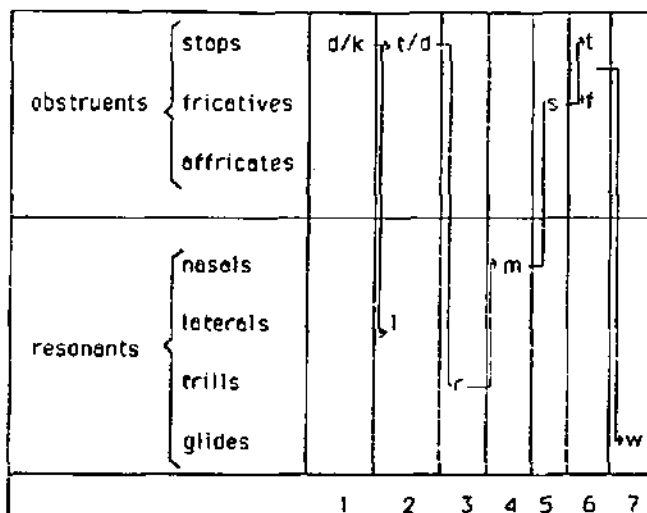 stops d/k t/d t
obstruents fricatives s f
affricates
nasals m
laterals l
resonants
trills r
glides w
1 2 3 4 5 6 7